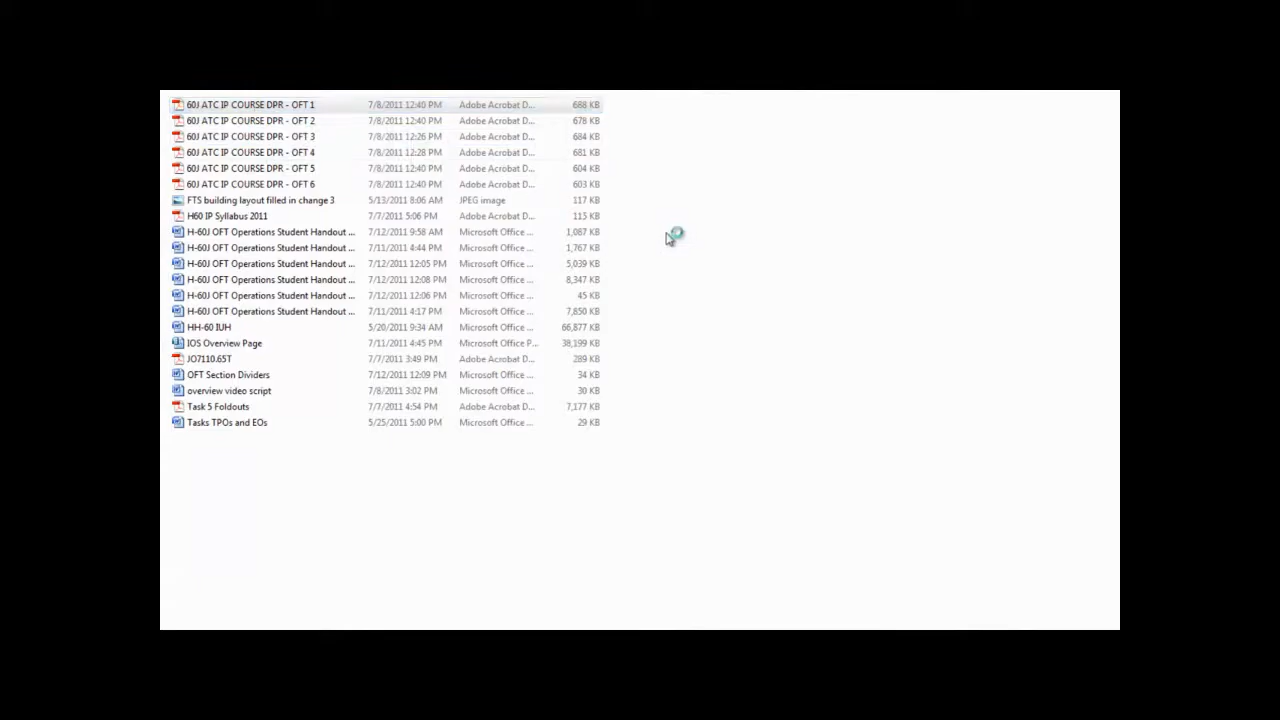 60J ATC IP COURSE DPR - OFT 1 7/8/2011 12:40 PM Adobe Acrobat D... 688 KB
60J ATC IP COURSE DPR - OFT 2 7/8/2011 12:40 PM Adobe Acrobat D... 678 KB
60J ATC IP COURSE DPR - OFT 3 7/8/2011 12:26 PM Adobe Acrobat D... 684 KB
60J ATC IP COURSE DPR - OFT 4 7/8/2011 12:28 PM Adobe Acrobat D... 681 KB
60J ATC IP COURSE DPR - OFT 5 7/8/2011 12:40 PM Adobe Acrobat D... 604 KB
60J ATC IP COURSE DPR - OFT 6 7/8/2011 12:40 PM Adobe Acrobat D... 603 KB
FTS building layout filled in change 3 5/13/2011 8:06 AM JPEG image 117 KB
H60 IP Syllabus 2011 7/7/2011 5:06 PM Adobe Acrobat D... 115 KB
H-60J OFT Operations Student Handout ... 7/12/2011 9:58 AM Microsoft Office ... 1,087 KB
H-60J OFT Operations Student Handout ... 7/11/2011 4:44 PM Microsoft Office ... 1,767 KB
H-60J OFT Operations Student Handout ... 7/12/2011 12:05 PM Microsoft Office ... 5,039 KB
H-60J OFT Operations Student Handout ... 7/12/2011 12:08 PM Microsoft Office ... 8,347 KB
H-60J OFT Operations Student Handout ... 7/12/2011 12:06 PM Microsoft Office ... 45 KB
H-60J OFT Operations Student Handout ... 7/11/2011 4:17 PM Microsoft Office ... 7,850 KB
HH-60 IUH 5/20/2011 9:34 AM Microsoft Office ... 66,877 KB
IOS Overview Page 7/11/2011 4:45 PM Microsoft Office P... 38,199 KB
JO7110.65T 7/7/2011 3:49 PM Adobe Acrobat D... 289 KB
OFT Section Dividers 7/12/2011 12:09 PM Microsoft Office ... 34 KB
overview video script 7/8/2011 3:02 PM Microsoft Office ... 30 KB
Task 5 Foldouts 7/7/2011 4:54 PM Adobe Acrobat D... 7,177 KB
Tasks TPOs and EOs 5/25/2011 5:00 PM Microsoft Office ... 29 KB